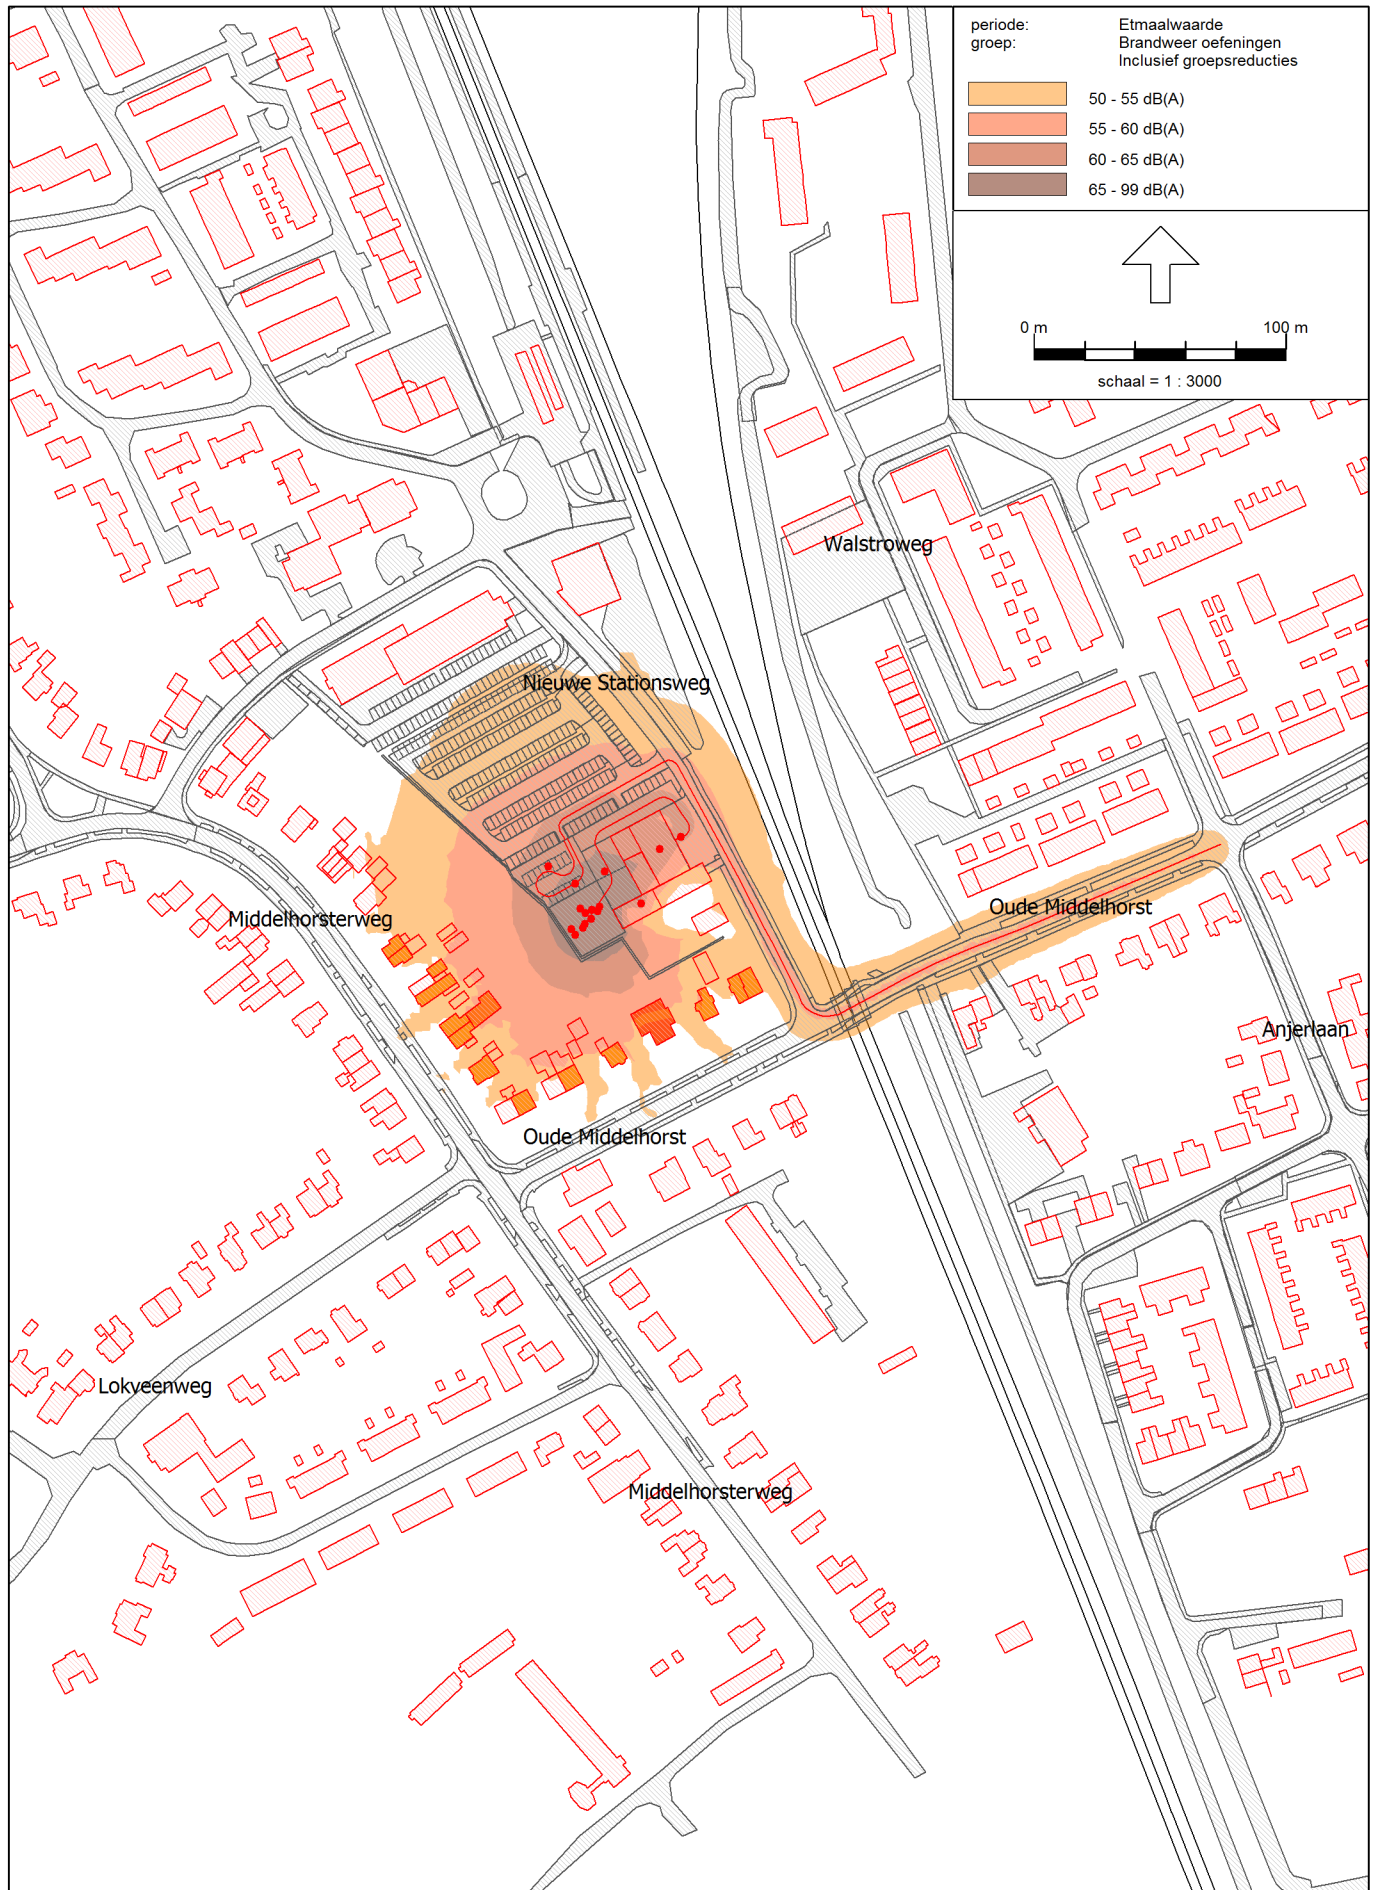 periode: Etmaalwaarde
groep: Brandweer oefeningen
Inclusief groepsreducties
50 - 55 dB(A)
55 - 60 dB(A)
60 - 65 dB(A)
65 - 99 dB(A)
0 m 100 m
schaal = 1 : 3000
Walstroweg
Nieuwe Stationsweg
Oude Middelhorst
Middelhorsterweg
Anjerlaan
Oude Middelhorst
Lokveenweg
Middelhorsterweg